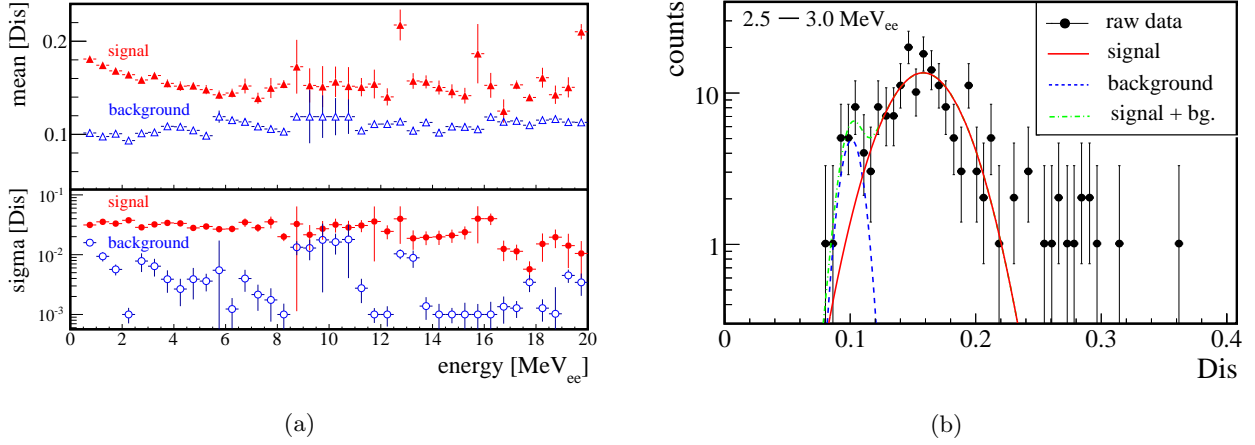 mean [Dis]
0.2
0.1
signal
background
sigma [Dis]
10^-1
10^-2
10^-3
signal
background
0 2 4 6 8 10 12 14 16 18 20
energy [MeV_ee]
(a)
counts
10
1
2.5 — 3.0 MeV_ee
raw data
signal
background
signal + bg.
0 0.1 0.2 0.3 0.4
Dis
(b)